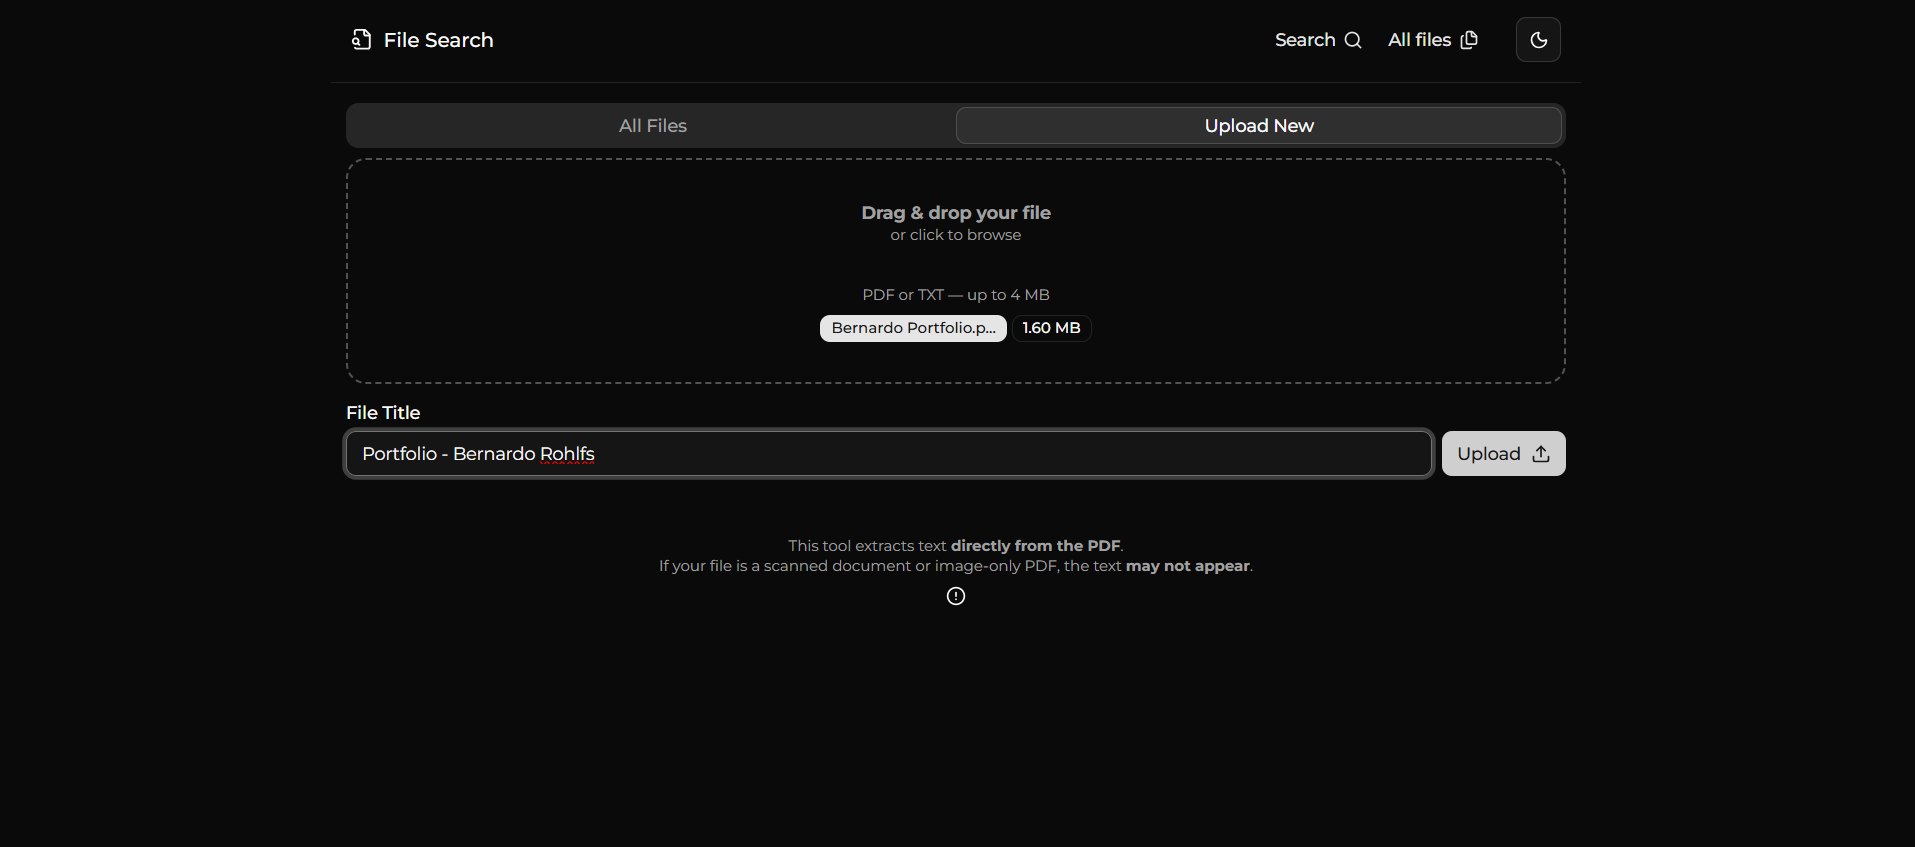 File Search
Search
All files
All Files
Upload New
Drag & drop your file
or click to browse
PDF or TXT — up to 4 MB
Bernardo Portfolio.p... 1.60 MB
File Title
Portfolio - Bernardo Rohlfs
Upload
This tool extracts text directly from the PDF.
If your file is a scanned document or image-only PDF, the text may not appear.